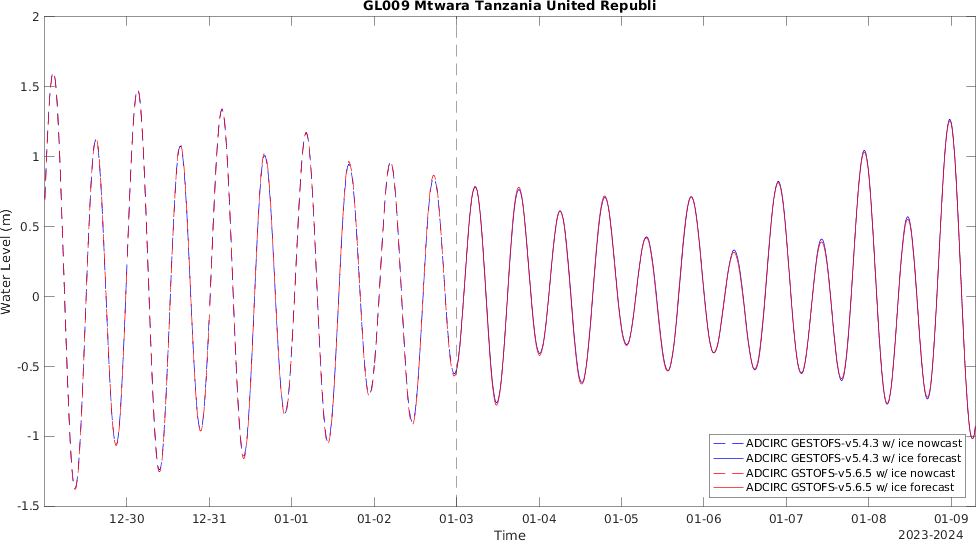 GL009 Mtwara Tanzania United Republi
2
1.5
1
0.5
0
-0.5
-1
-1.5
Water Level (m)
ADCIRC GESTOFS-v5.4.3 w/ ice nowcast
ADCIRC GESTOFS-v5.4.3 w/ ice forecast
ADCIRC GSTOFS-v5.6.5 w/ ice nowcast
ADCIRC GSTOFS-v5.6.5 w/ ice forecast
12-30 12-31 01-01 01-02 01-03 01-04 01-05 01-06 01-07 01-08 01-09
Time
2023-2024